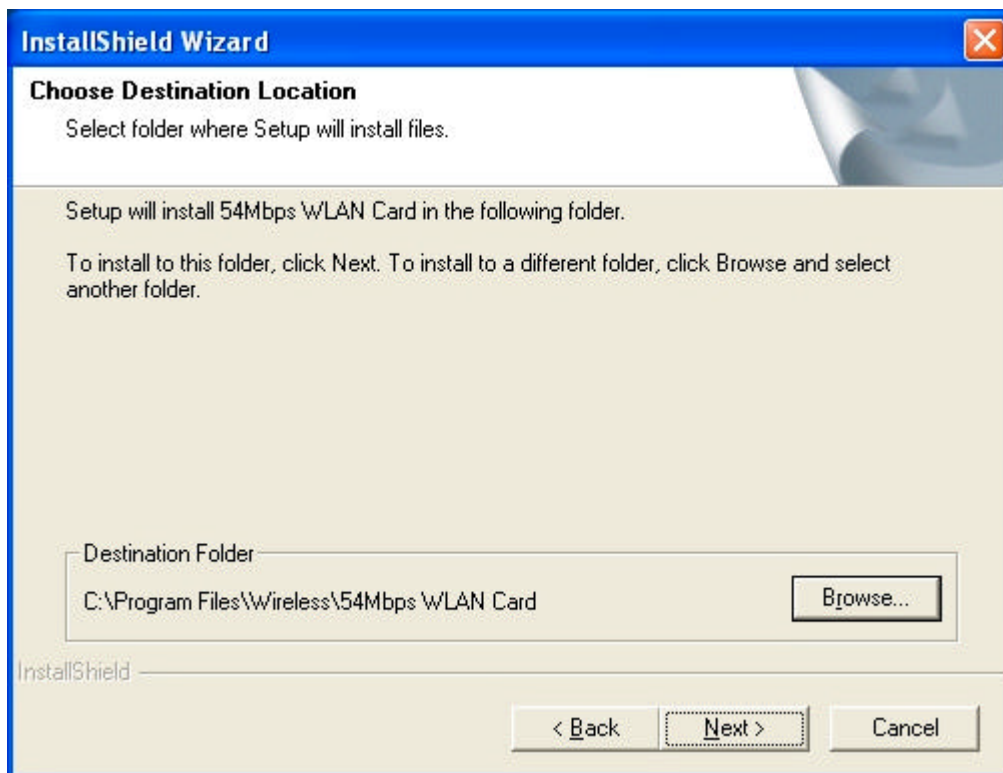 InstallShield Wizard
Choose Destination Location
Select folder where Setup will install files.
Setup will install 54Mbps WLAN Card in the following folder.
To install to this folder, click Next. To install to a different folder, click Browse and select
another folder.
Destination Folder
C:\Program Files\Wireless\54Mbps WLAN Card
Browse...
InstallShield
< Back
Next >
Cancel